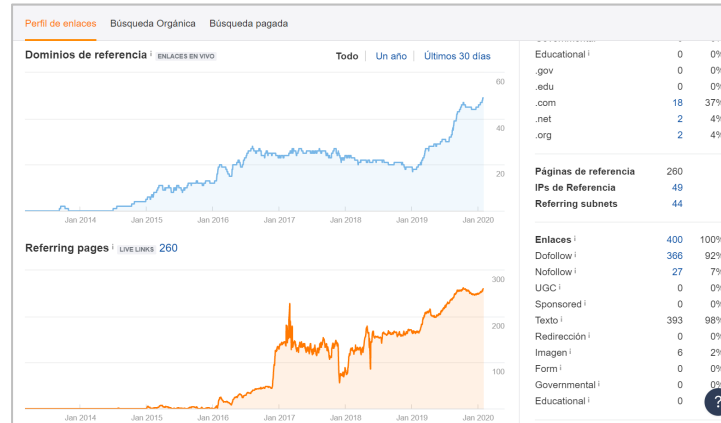 Perfil de enlaces Búsqueda Orgánica Búsqueda pagada
Dominios de referencia i ENLACES EN VIVO Todo Un año Últimos 30 días
60
40
20
Jan 2014 Jan 2015 Jan 2016 Jan 2017 Jan 2018 Jan 2019 Jan 2020
Referring pages i LIVE LINKS 260
300
200
100
Jan 2014 Jan 2015 Jan 2016 Jan 2017 Jan 2018 Jan 2019 Jan 2020
Educational i 0 0%
.gov 0 0%
.edu 0 0%
.com 18 37%
.net 2 4%
.org 2 4%
Páginas de referencia 260
IPs de Referencia 49
Referring subnets 44
Enlaces i 400 100%
Dofollow i 366 92%
Nofollow i 27 7%
UGC i 0 0%
Sponsored i 0 0%
Texto i 393 98%
Redirección i 0 0%
Imagen i 6 2%
Form i 0 0%
Governmental i 0 0%
Educational i 0
?